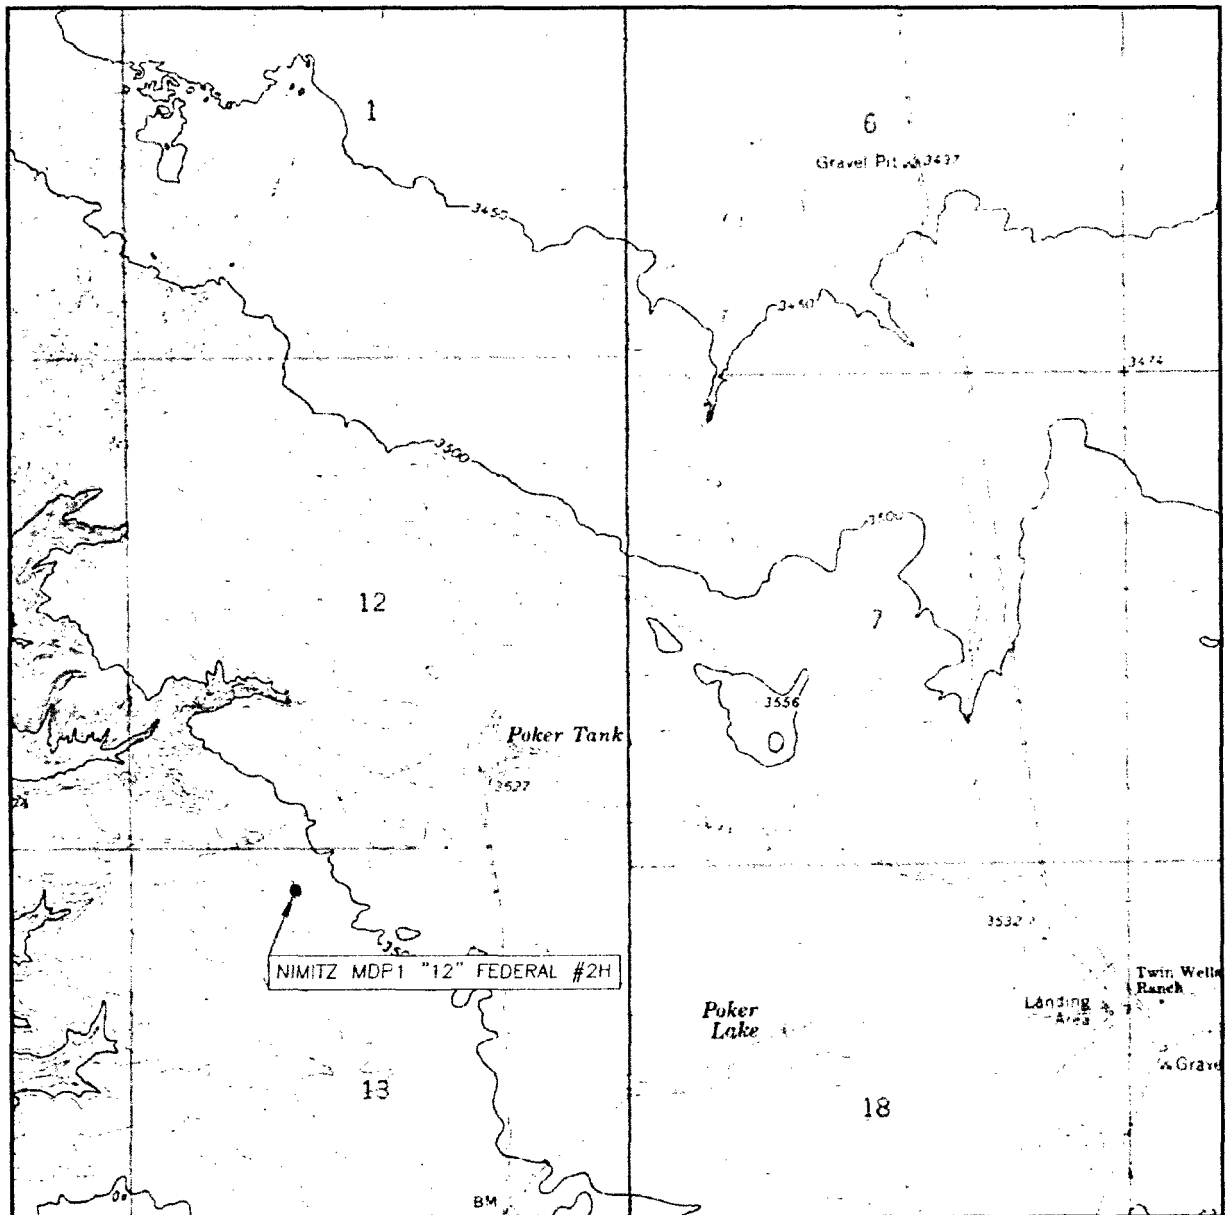 1
6
Gravel Pit 3437
3450
3450
3474
3500
3500
12
7
3556
Poker Tank
3527
3532
NIMITZ MDP1 "12" FEDERAL #2H
Twin Wells
Ranch
Landing
Area
Poker
Lake
Grave
13
18
BM